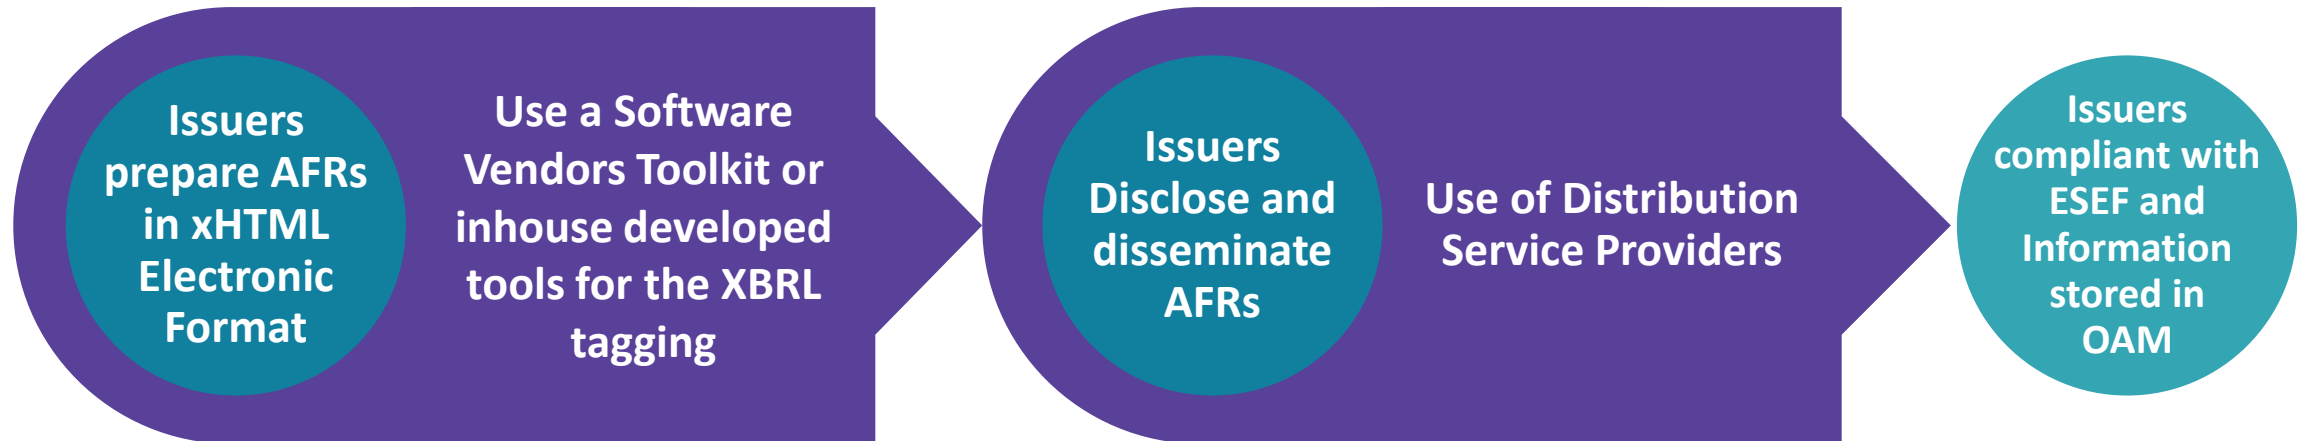 Issuers
prepare AFRs
in xHTML
Electronic
Format
Use a Software
Vendors Toolkit or
inhouse developed
tools for the XBRL
tagging
Issuers
Disclose and
disseminate
AFRs
Use of Distribution
Service Providers
Issuers
compliant with
ESEF and
Information
stored in
OAM